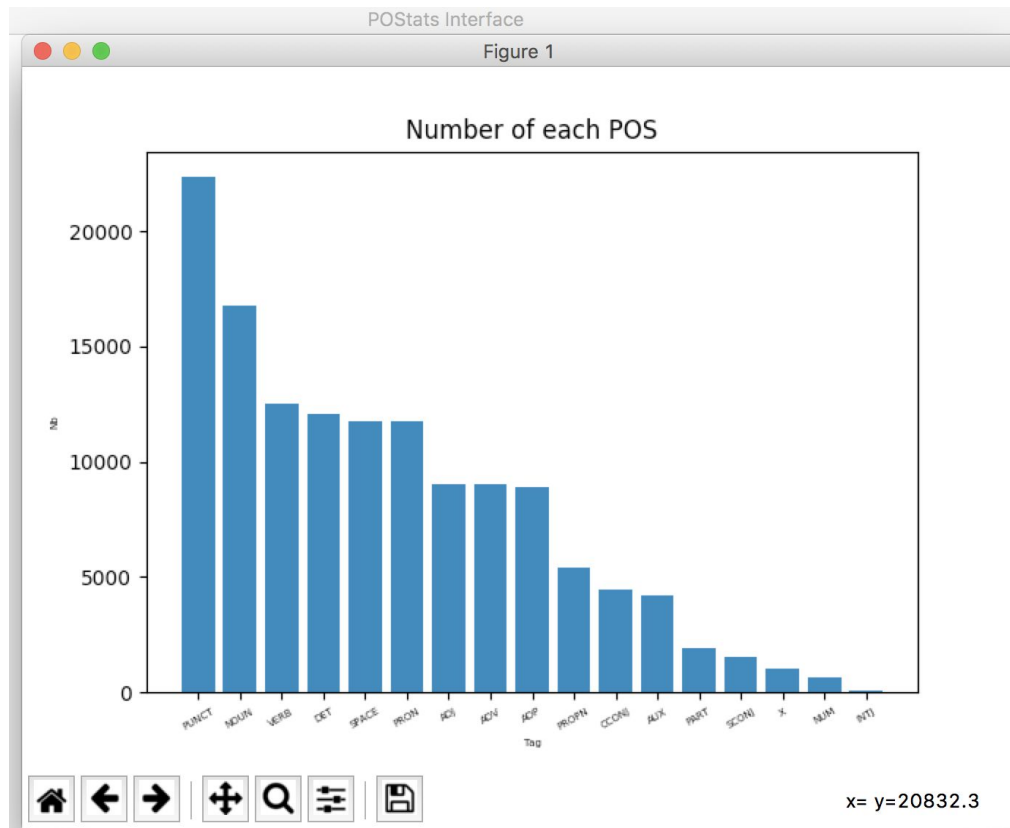 POStats Interface
Figure 1
Number of each POS
20000
15000
10000
5000
0
Nb
PUNCT NOUN VERB DET SPACE PRON ADJ ADV ADP PROPN CCONJ AUX PART SCONJ X NUM INTJ
Tag
x= y=20832.3